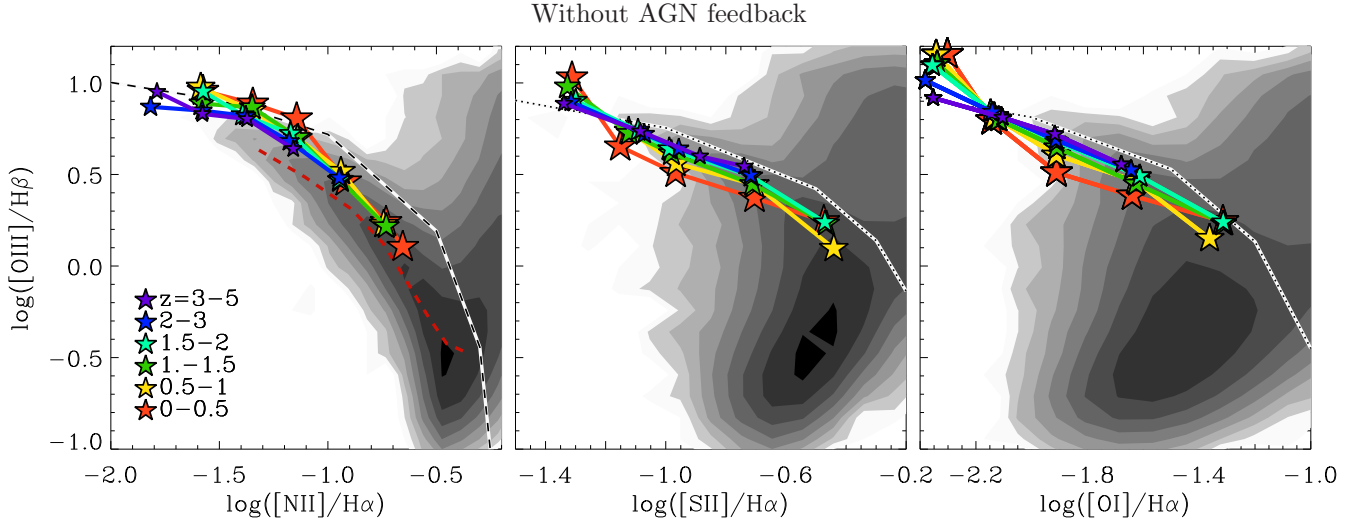 Without AGN feedback
log([OIII]/Hβ)
1.0
0.5
0.0
−0.5
−1.0
z=3−5
2−3
1.5−2
1.−1.5
0.5−1
0−0.5
−2.0 −1.5 −1.0 −0.5
log([NII]/Hα)
−1.4 −1.0 −0.6 −0.2
log([SII]/Hα)
−2.2 −1.8 −1.4 −1.0
log([OI]/Hα)